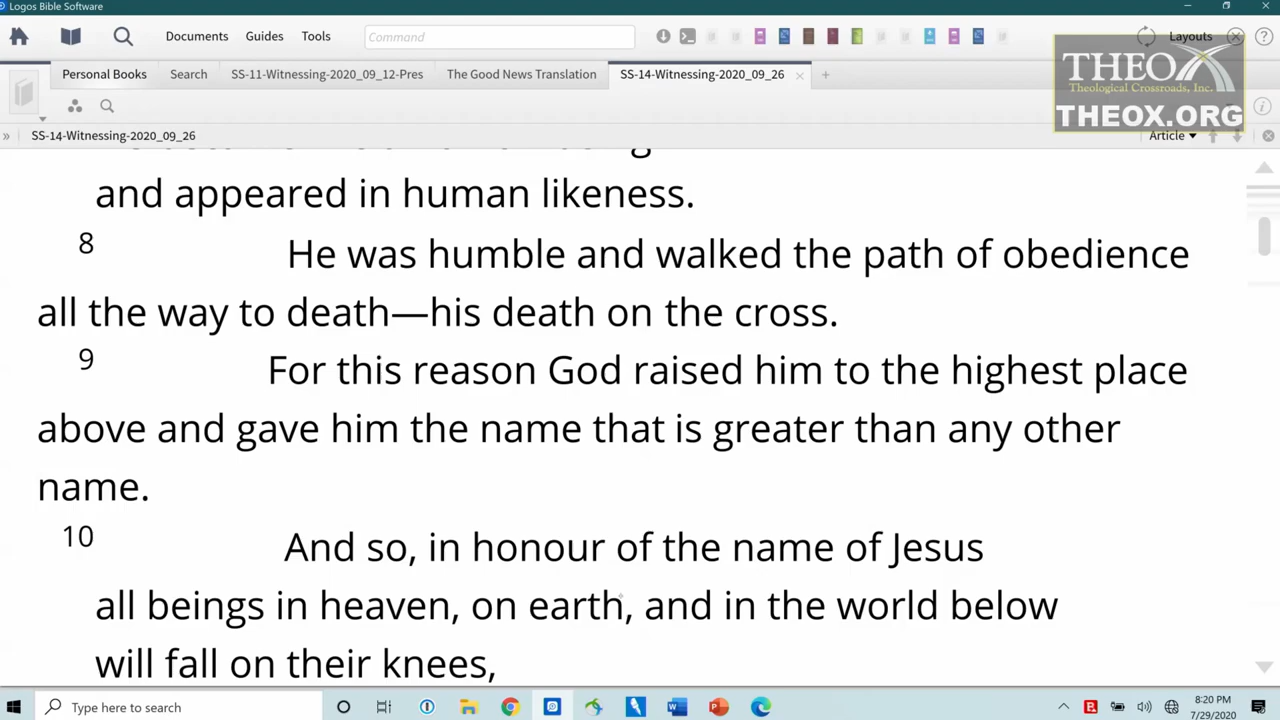 Logos Bible Software
Documents Guides Tools Command Layouts
THEOX
Theological Crossroads, Inc.
THEOX.ORG
Personal Books Search SS-11-Witnessing-2020_09_12-Pres The Good News Translation SS-14-Witnessing-2020_09_26
SS-14-Witnessing-2020_09_26 Article
and appeared in human likeness.
8 He was humble and walked the path of obedience
all the way to death—his death on the cross.
9 For this reason God raised him to the highest place
above and gave him the name that is greater than any other
name.
10 And so, in honour of the name of Jesus
all beings in heaven, on earth, and in the world below
will fall on their knees,
Type here to search
8:20 PM
7/29/2020